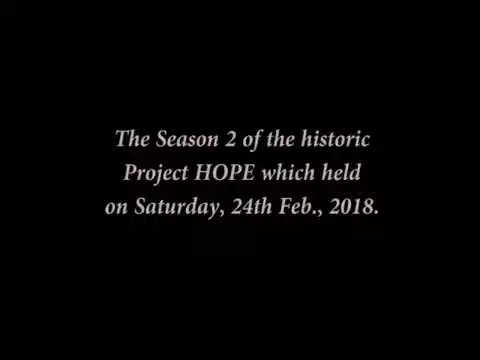 The Season 2 of the historic
Project HOPE which held
on Saturday, 24th Feb., 2018.